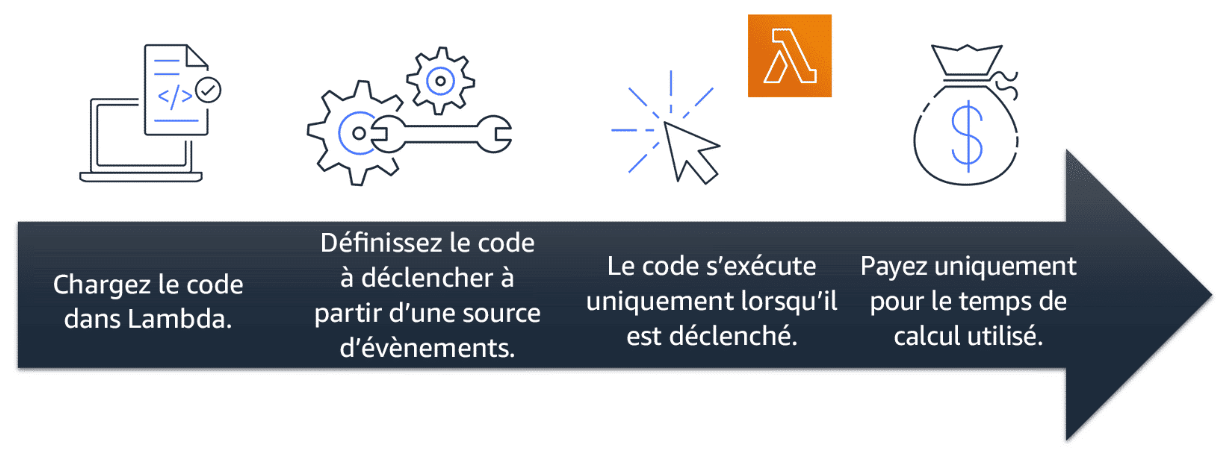 </>
$
Chargez le code
dans Lambda.
Définissez le code
à déclencher à
partir d’une source
d’évènements.
Le code s’exécute
uniquement lorsqu’il
est déclenché.
Payez uniquement
pour le temps de
calcul utilisé.